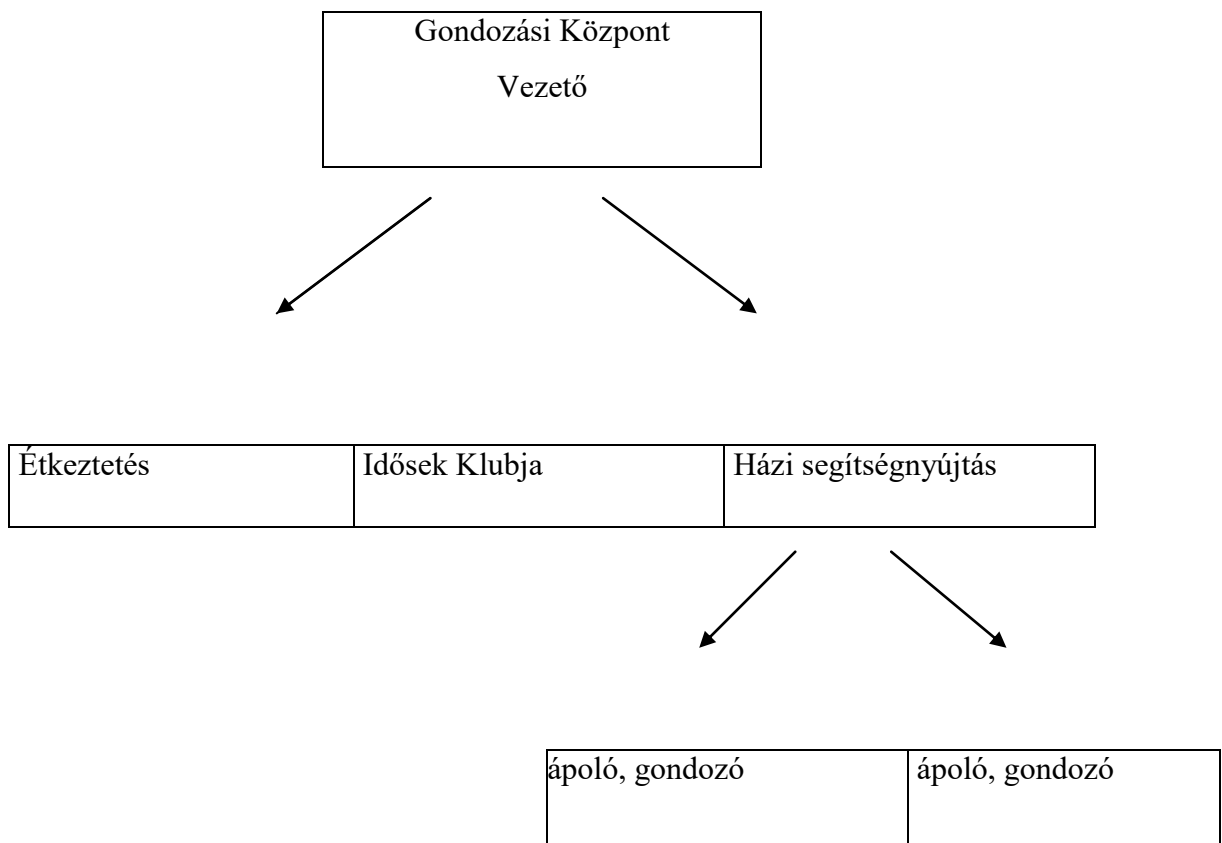 Gondozási Központ
Vezető
Étkeztetés
Idősek Klubja
Házi segítségnyújtás
ápoló, gondozó
ápoló, gondozó